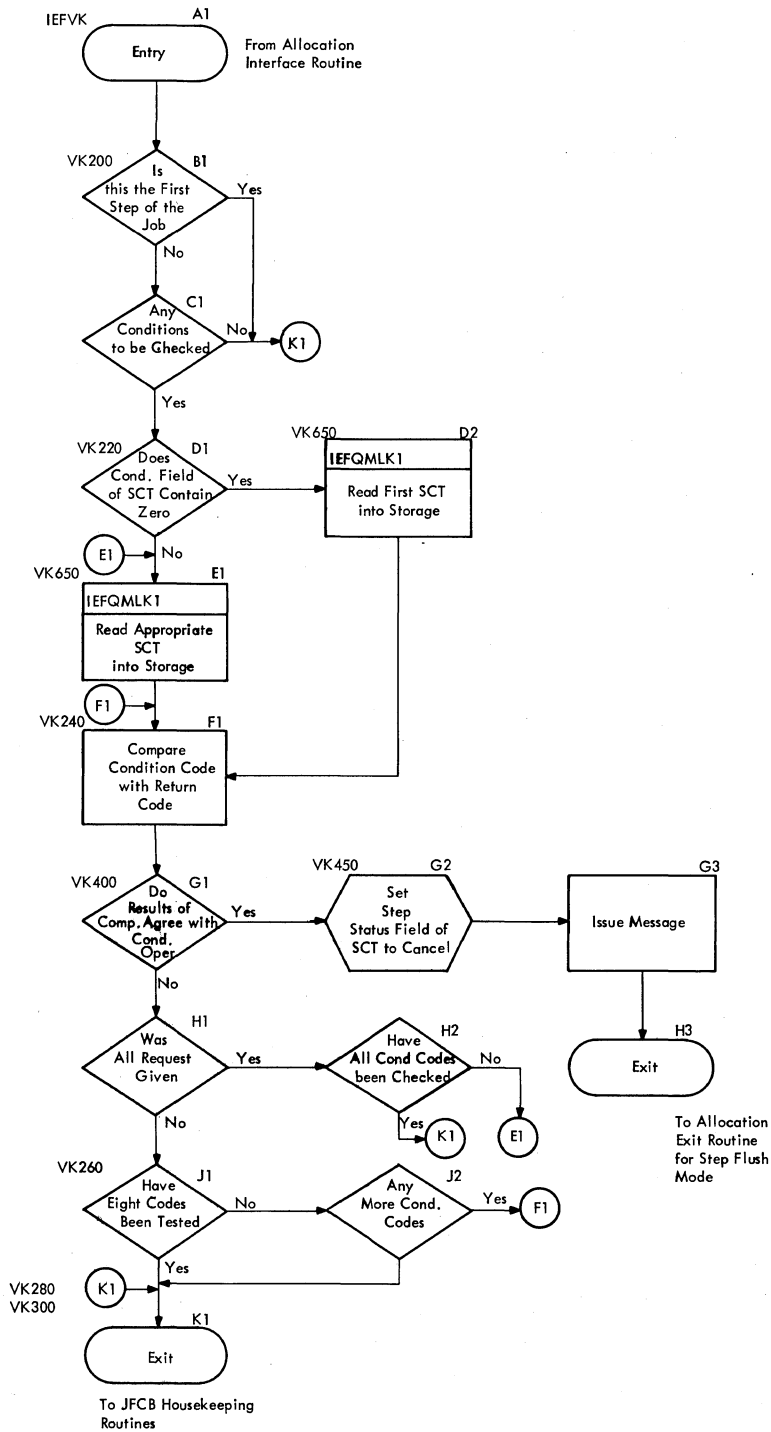 IEFVK
A1
Entry
From Allocation
Interface Routine
VK200
B1
Is
this the First
Step of the
Job
Yes
No
C1
Any
Conditions
to be Ghecked
No
K1
Yes
VK220
D1
Does
Cond. Field
of SCT Contain
Zero
Yes
VK650
D2
IEFQMLK1
Read First SCT
into Storage
E1
No
VK650
E1
IEFQMLK1
Read Appropriate
SCT
into Storage
F1
VK240
F1
Compare
Condition Code
with Return
Code
VK400
G1
Do
Results of
Comp. Agree with
Cond.
Oper
Yes
VK450
G2
Set
Step
Status Field of
SCT to Cancel
G3
Issue Message
No
H1
Was
All Request
Given
Yes
H2
Have
All Cond Codes
been Checked
No
H3
Exit
No
Yes
K1
E1
To Allocation
Exit Routine
for Step Flush
Mode
VK260
J1
Have
Eight Codes
Been Tested
No
J2
Any
More Cond.
Codes
Yes
F1
Yes
VK280
VK300
K1
K1
Exit
To JFCB Housekeeping
Routines